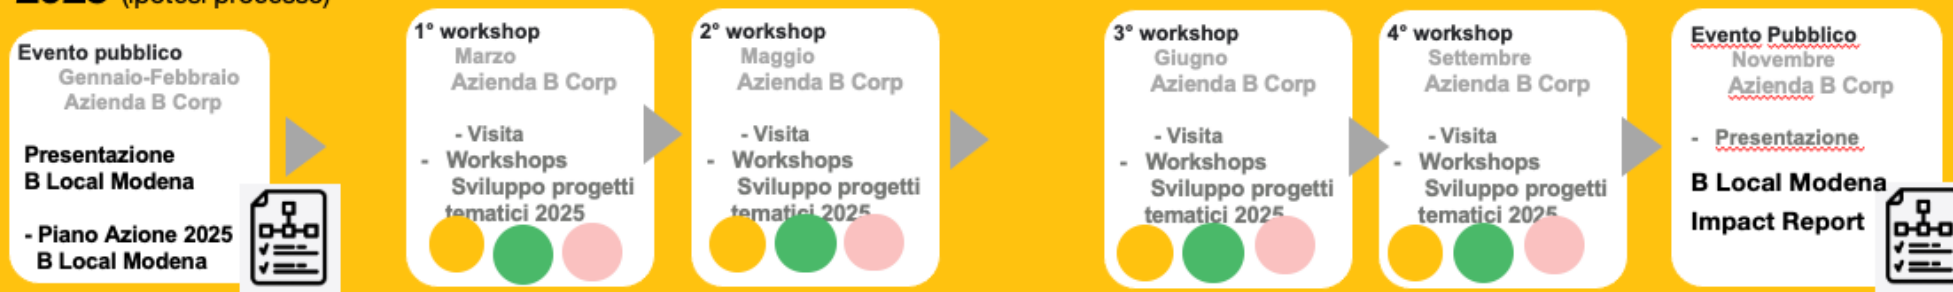 2025 (ipotesi processo)
Evento pubblico
Gennaio-Febbraio
Azienda B Corp
Presentazione
B Local Modena
- Piano Azione 2025
B Local Modena
1° workshop
Marzo
Azienda B Corp
- Visita
- Workshops
Sviluppo progetti
tematici 2025
2° workshop
Maggio
Azienda B Corp
- Visita
- Workshops
Sviluppo progetti
tematici 2025
3° workshop
Giugno
Azienda B Corp
- Visita
- Workshops
Sviluppo progetti
tematici 2025
4° workshop
Settembre
Azienda B Corp
- Visita
- Workshops
Sviluppo progetti
tematici 2025
Evento Pubblico
Novembre
Azienda B Corp
- Presentazione
B Local Modena
Impact Report